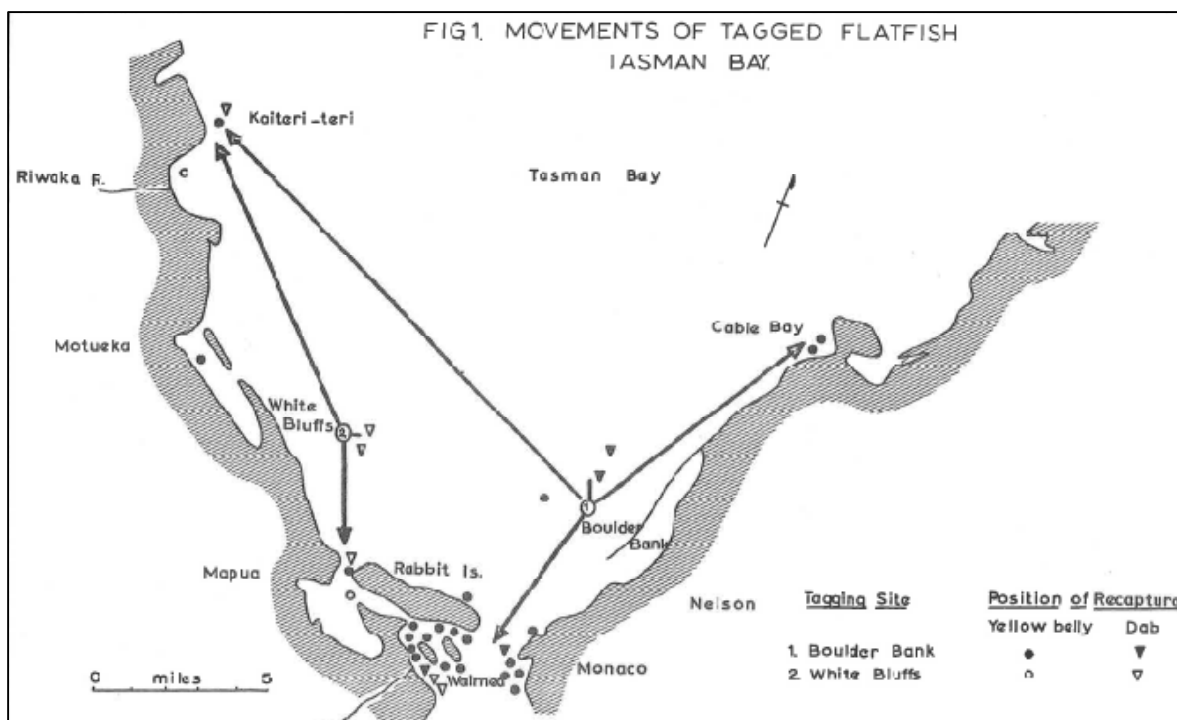 FIG 1. MOVEMENTS OF TAGGED FLATFISH
TASMAN BAY.
Kaiteri-teri
Riwaka R.
Tasman Bay
Cable Bay
Motueka
White
Bluffs
2
1
Boulder
Bank
Mapua
Rabbit Is.
Nelson
Waimea
Monaco
0 miles 5
Tagging Site Position of Recapture
Yellow belly Dab
1. Boulder Bank
2. White Bluffs